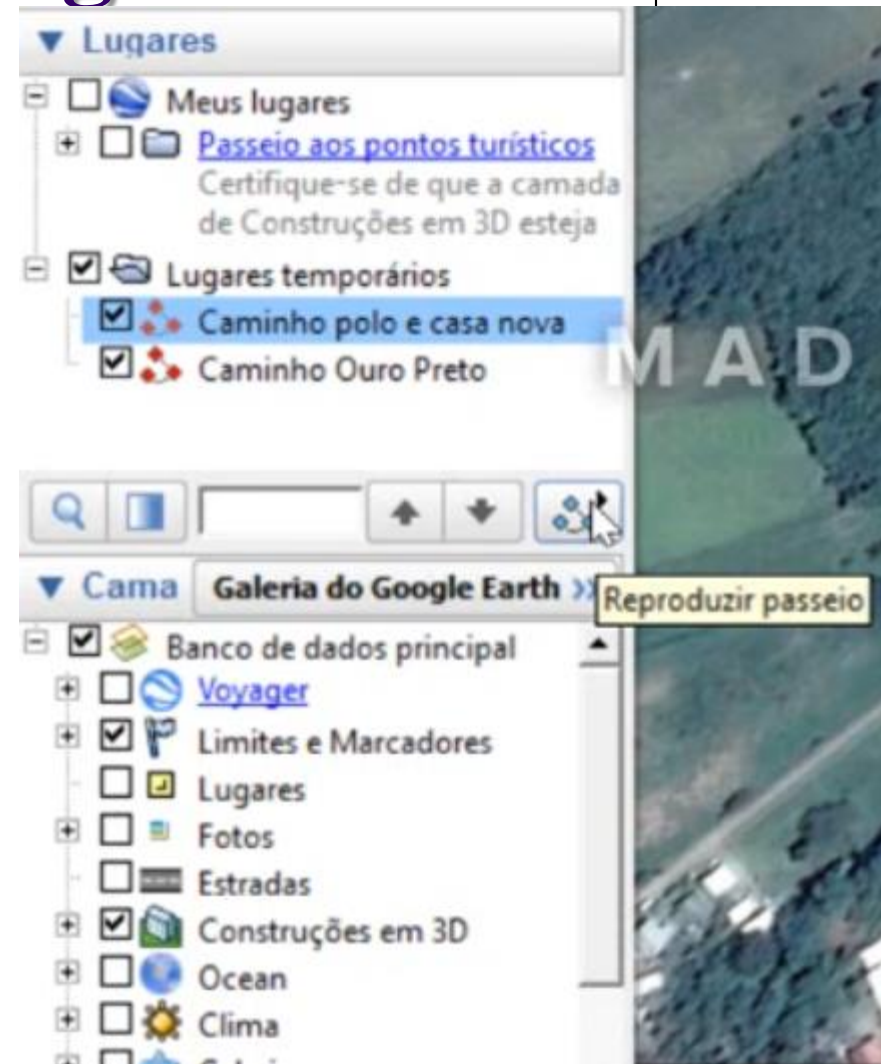 Lugares
Meus lugares
Passeio aos pontos turísticos
Certifique-se de que a camada
de Construções em 3D esteja
Lugares temporários
Caminho polo e casa nova
Caminho Ouro Preto
MAD
Cama
Galeria do Google Earth >>
Reproduzir passeio
Banco de dados principal
Voyager
Limites e Marcadores
Lugares
Fotos
Estradas
Construções em 3D
Ocean
Clima